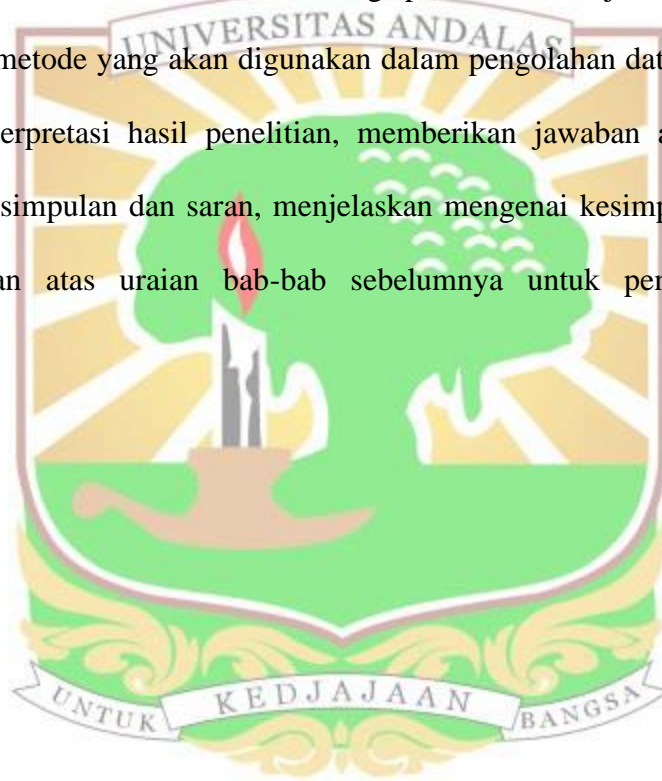 UNIVERSITAS ANDALAS
metode yang akan digunakan dalam pengolahan dat
erpretasi hasil penelitian, memberikan jawaban a
simpulan dan saran, menjelaskan mengenai kesimp
an atas uraian bab-bab sebelumnya untuk per
UNTUK KEDJAJAAN BANGSA